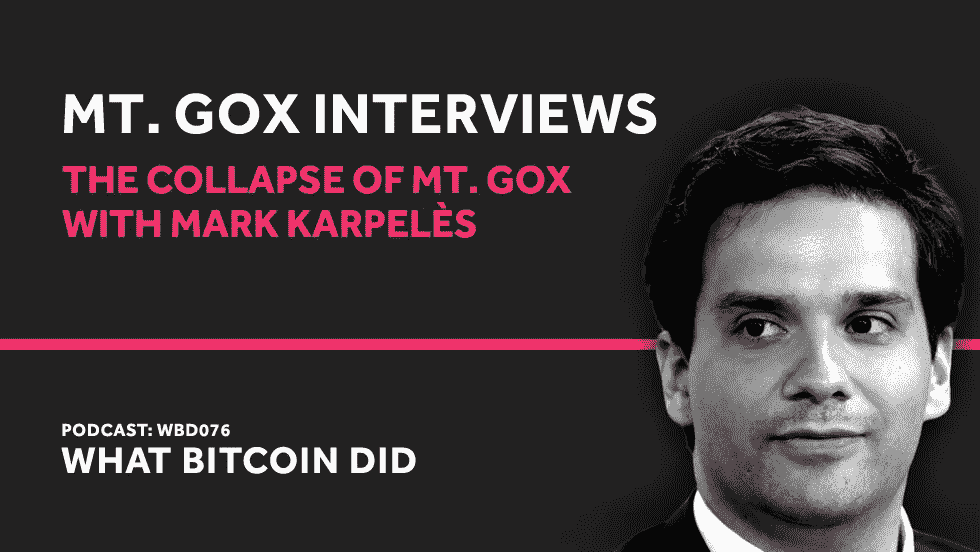 MT. GOX INTERVIEWS
THE COLLAPSE OF MT. GOX
WITH MARK KARPELÈS
PODCAST: WBD076
WHAT BITCOIN DID